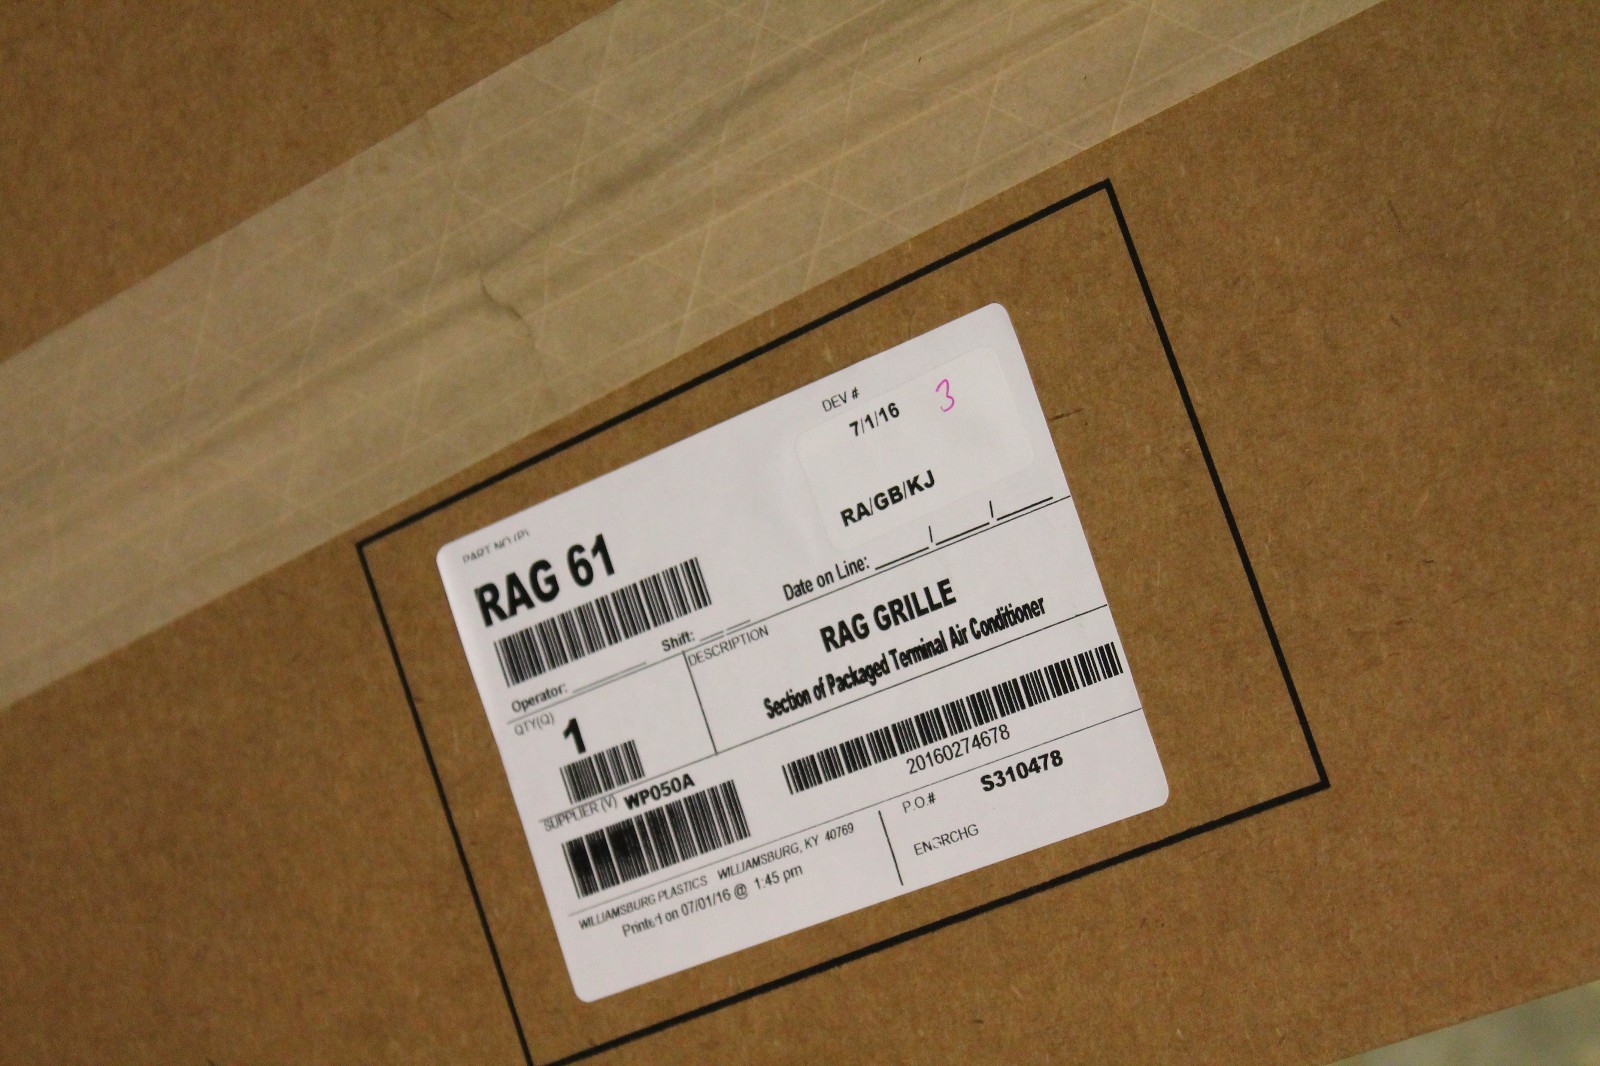 PART NO (P)
RAG 61
DEV #
7/1/16 3
RA/GB/KJ
Operator: Shift:
Date on Line: / /
QTY(Q)
1
DESCRIPTION
RAG GRILLE
Section of Packaged Terminal Air Conditioner
SUPPLIER (V) WP050A
20160274678
WILLIAMSBURG PLASTICS WILLIAMSBURG, KY 40769
Printed on 07/01/16 @ 1:45 pm
P.O.# S310478
ENGRCHG